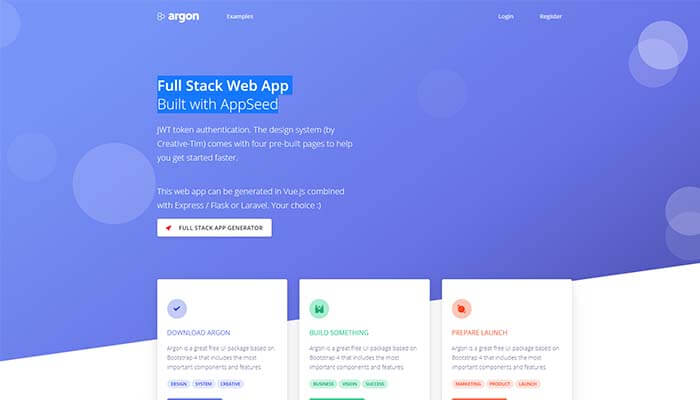 argon
Examples
Login
Register
Full Stack Web App
Built with AppSeed
JWT token authentication. The design system (by
Creative-Tim) comes with four pre-built pages to help
you get started faster.
This web app can be generated in Vue.js combined
with Express / Flask or Laravel. Your choice :)
FULL STACK APP GENERATOR
DOWNLOAD ARGON
Argon is a great free UI package based on
Bootstrap 4 that includes the most
important components and features.
DESIGN SYSTEM CREATIVE
BUILD SOMETHING
Argon is a great free UI package based on
Bootstrap 4 that includes the most
important components and features.
BUSINESS VISION SUCCESS
PREPARE LAUNCH
Argon is a great free UI package based on
Bootstrap 4 that includes the most
important components and features.
MARKETING PRODUCT LAUNCH